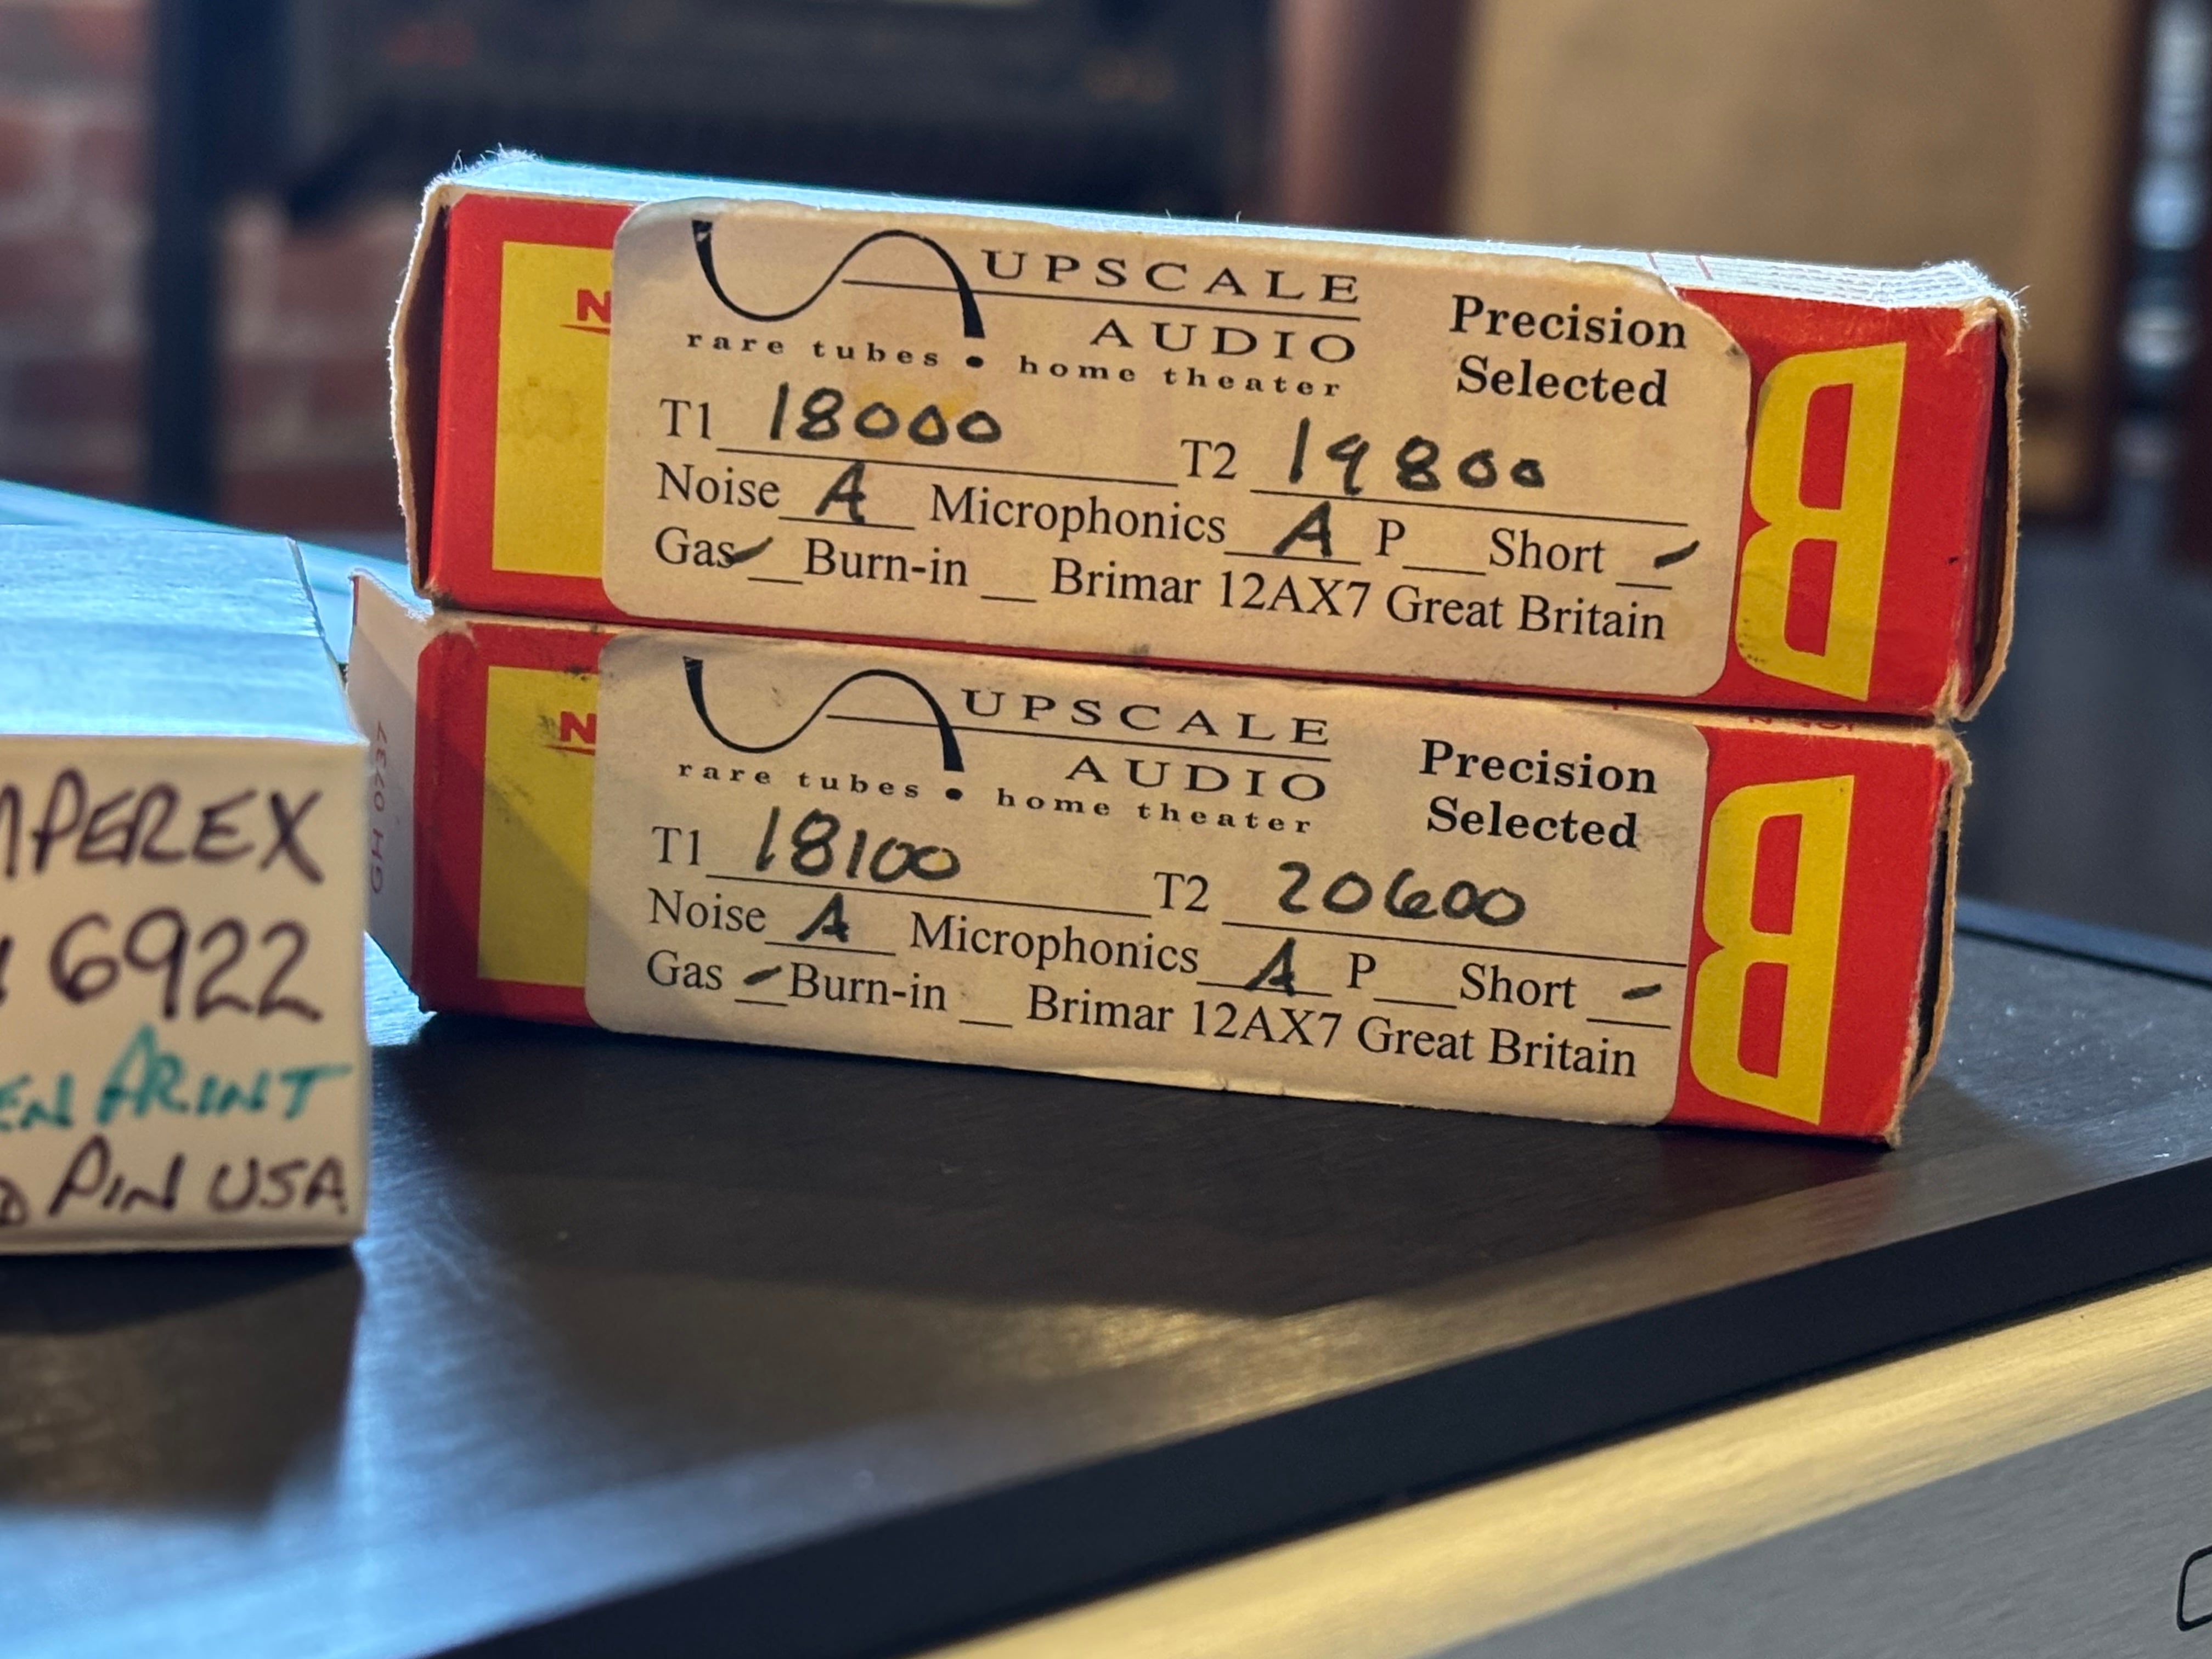 UPSCALE
AUDIO
rare tubes • home theater
Precision
Selected
T1 18000 T2 19800
Noise A Microphonics A P Short
Gas Burn-in Brimar 12AX7 Great Britain
B
UPSCALE
AUDIO
rare tubes • home theater
Precision
Selected
T1 18100 T2 20600
Noise A Microphonics A P Short
Gas Burn-in Brimar 12AX7 Great Britain
B
MPEREX
6922
EN PRINT
D PIN USA